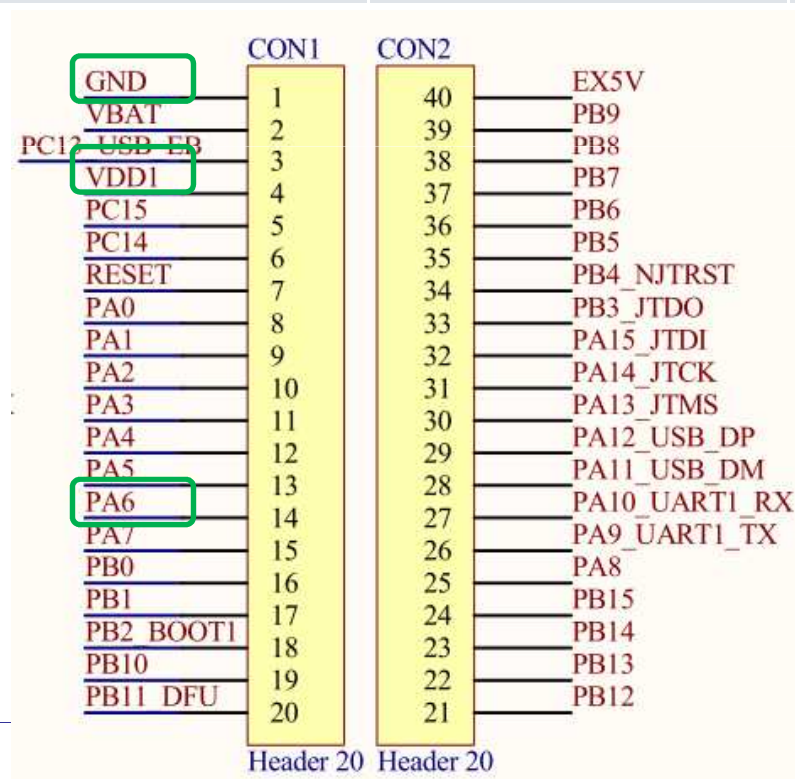 CON1
GND 1
VBAT 2
PC13_USB_EB 3
VDD1 4
PC15 5
PC14 6
RESET 7
PA0 8
PA1 9
PA2 10
PA3 11
PA4 12
PA5 13
PA6 14
PA7 15
PB0 16
PB1 17
PB2_BOOT1 18
PB10 19
PB11_DFU 20
Header 20
CON2
40 EX5V
39 PB9
38 PB8
37 PB7
36 PB6
35 PB5
34 PB4_NJTRST
33 PB3_JTDO
32 PA15_JTDI
31 PA14_JTCK
30 PA13_JTMS
29 PA12_USB_DP
28 PA11_USB_DM
27 PA10_UART1_RX
26 PA9_UART1_TX
25 PA8
24 PB15
23 PB14
22 PB13
21 PB12
Header 20